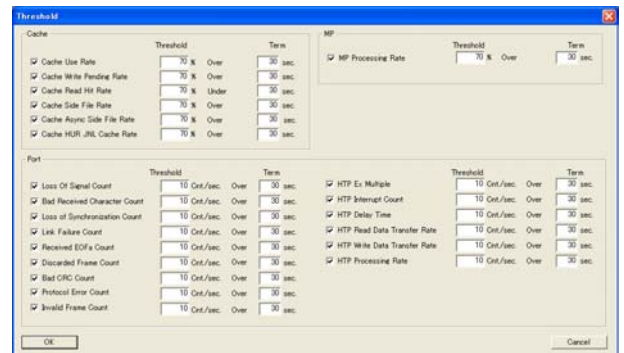 Threshold
Cache
Threshold Term
Cache Use Rate 70 % Over 30 sec.
Cache Write Pending Rate 70 % Over 30 sec.
Cache Read Hit Rate 70 % Under 30 sec.
Cache Side File Rate 70 % Over 30 sec.
Cache Async Side File Rate 70 % Over 30 sec.
Cache HUR JNL Cache Rate 70 % Over 30 sec.
MP
Threshold Term
MP Processing Rate 70 % Over 30 sec.
Port
Threshold Term
Loss Of Signal Count 10 Cnt./sec. Over 30 sec.
Bad Received Character Count 10 Cnt./sec. Over 30 sec.
Loss of Synchronization Count 10 Cnt./sec. Over 30 sec.
Link Failure Count 10 Cnt./sec. Over 30 sec.
Received EOFa Count 10 Cnt./sec. Over 30 sec.
Discarded Frame Count 10 Cnt./sec. Over 30 sec.
Bad CRC Count 10 Cnt./sec. Over 30 sec.
Protocol Error Count 10 Cnt./sec. Over 30 sec.
Invalid Frame Count 10 Cnt./sec. Over 30 sec.
Threshold Term
HTP Ex Multiple 10 Cnt./sec. Over 30 sec.
HTP Interrupt Count 10 Cnt./sec. Over 30 sec.
HTP Delay Time 10 Cnt./sec. Over 30 sec.
HTP Read Data Transfer Rate 10 Cnt./sec. Over 30 sec.
HTP Write Data Transfer Rate 10 Cnt./sec. Over 30 sec.
HTP Processing Rate 10 Cnt./sec. Over 30 sec.
OK
Cancel